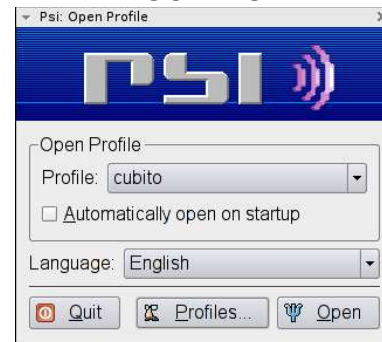 Psi: Open Profile
PSI
Open Profile
Profile: cubito
Automatically open on startup
Language: English
Quit Profiles... Open